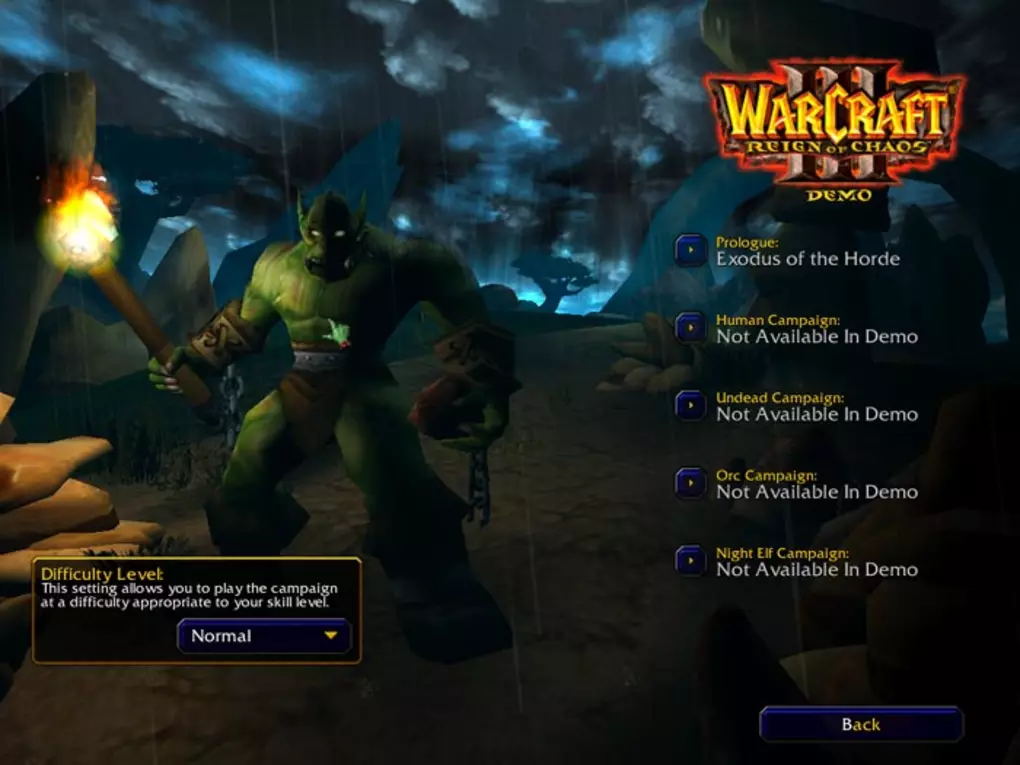 WARCRAFT
III
REIGN OF CHAOS
DEMO
Prologue:
Exodus of the Horde
Human Campaign:
Not Available In Demo
Undead Campaign:
Not Available In Demo
Orc Campaign:
Not Available In Demo
Night Elf Campaign:
Not Available In Demo
Difficulty Level:
This setting allows you to play the campaign
at a difficulty appropriate to your skill level.
Normal
Back